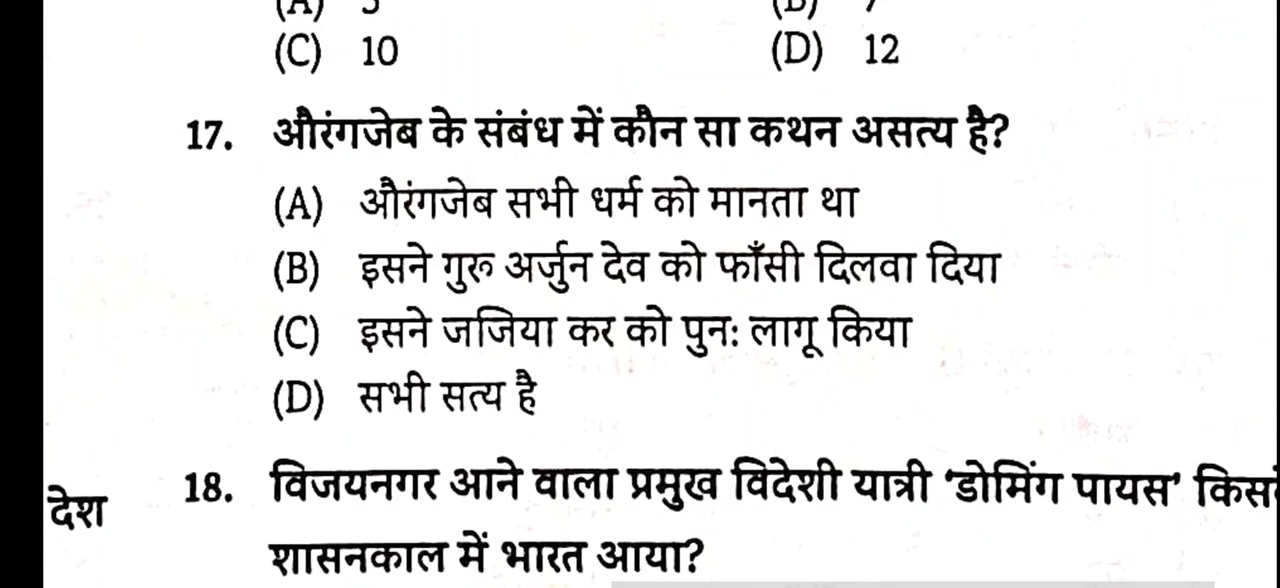 (C) 10 (D) 12
17. औरंगजेब के संबंध में कौन सा कथन असत्य है?
(A) औरंगजेब सभी धर्म को मानता था
(B) इसने गुरु अर्जुन देव को फाँसी दिलवा दिया
(C) इसने जजिया कर को पुनः लागू किया
(D) सभी सत्य है
देश
18. विजयनगर आने वाला प्रमुख विदेशी यात्री ‘डोमिंग पायस’
शासनकाल में भारत आया?